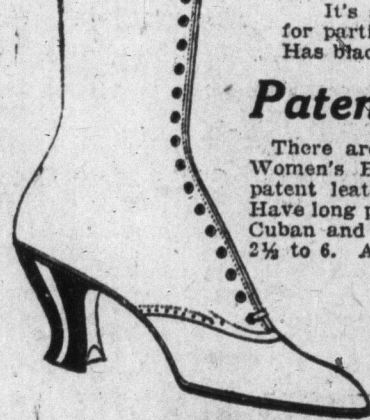 It's
for parti
Has blac
Paten
There are
Women's B
patent leat
Have long p
Cuban and
2½ to 6. A